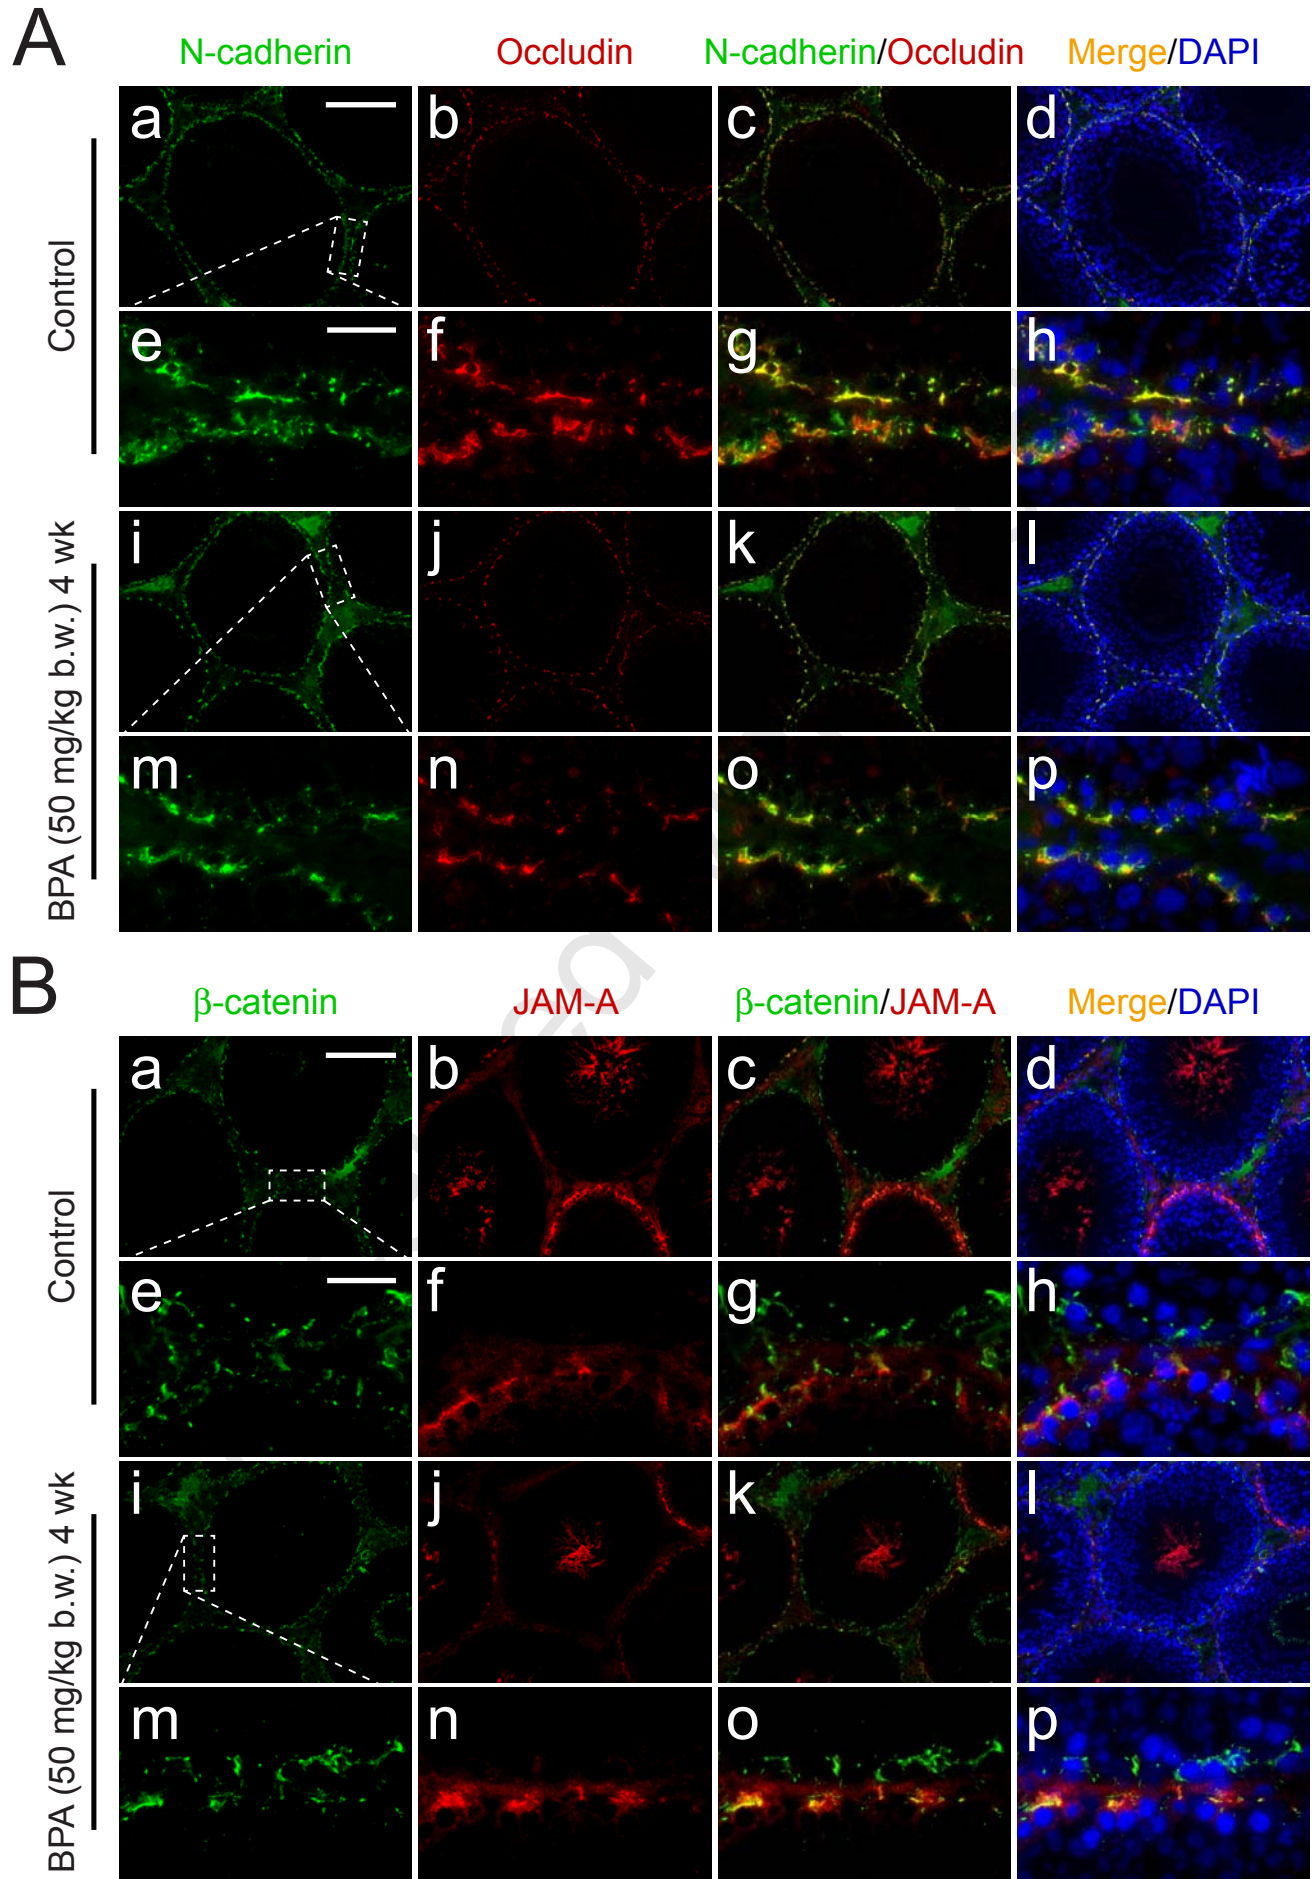 A
N-cadherin Occludin N-cadherin/Occludin Merge/DAPI
Control
a b c d
e f g h
BPA (50 mg/kg b.w.) 4 wk
i j k l
m n o p
B
β-catenin JAM-A β-catenin/JAM-A Merge/DAPI
Control
a b c d
e f g h
BPA (50 mg/kg b.w.) 4 wk
i j k l
m n o p